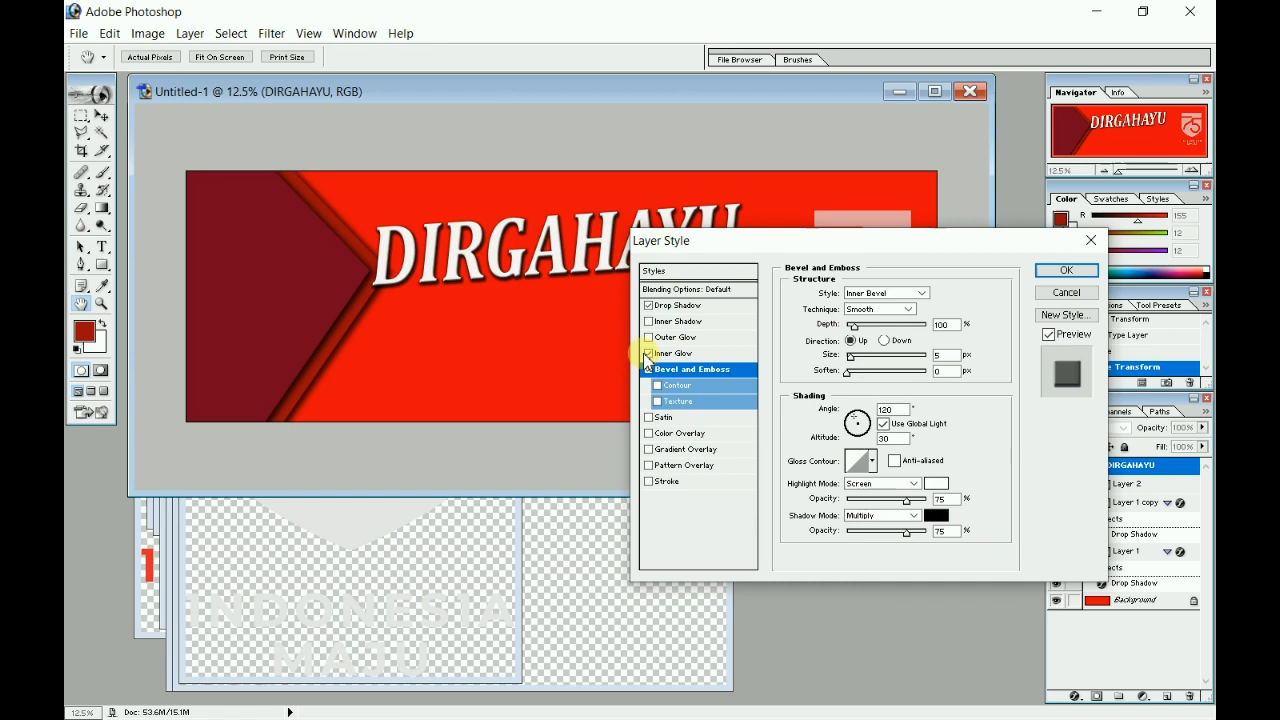 Adobe Photoshop
File Edit Image Layer Select Filter View Window Help
Actual Pixels Fit On Screen Print Size
File Browser Brushes
Untitled-1 @ 12.5% (DIRGAHAYU, RGB)
Navigator Info
DIRGAHAYU
75
12.5%
DIRGAHAYU
Color Swatches Styles
R 155
12
12
Layer Style
Styles
Blending Options: Default
Drop Shadow
Inner Shadow
Outer Glow
Inner Glow
Bevel and Emboss
Contour
Texture
Satin
Color Overlay
Gradient Overlay
Pattern Overlay
Stroke
Bevel and Emboss
Structure
Style: Inner Bevel
Technique: Smooth
Depth: 100 %
Direction: Up Down
Size: 5 px
Soften: 0 px
Shading
Angle: 120 °
Use Global Light
Altitude: 30 °
Gloss Contour: Anti-aliased
Highlight Mode: Screen
Opacity: 75 %
Shadow Mode: Multiply
Opacity: 75 %
OK
Cancel
New Style...
Preview
ions Tool Presets
Transform
Type Layer
e
e Transform
annels Paths
Opacity: 100%
Fill: 100%
DIRGAHAYU
Layer 2
Layer 1 copy
ects
Drop Shadow
Layer 1
ects
Drop Shadow
Background
1
INDONESIA
MAJU
12.5% Doc: 53.6M/15.1M